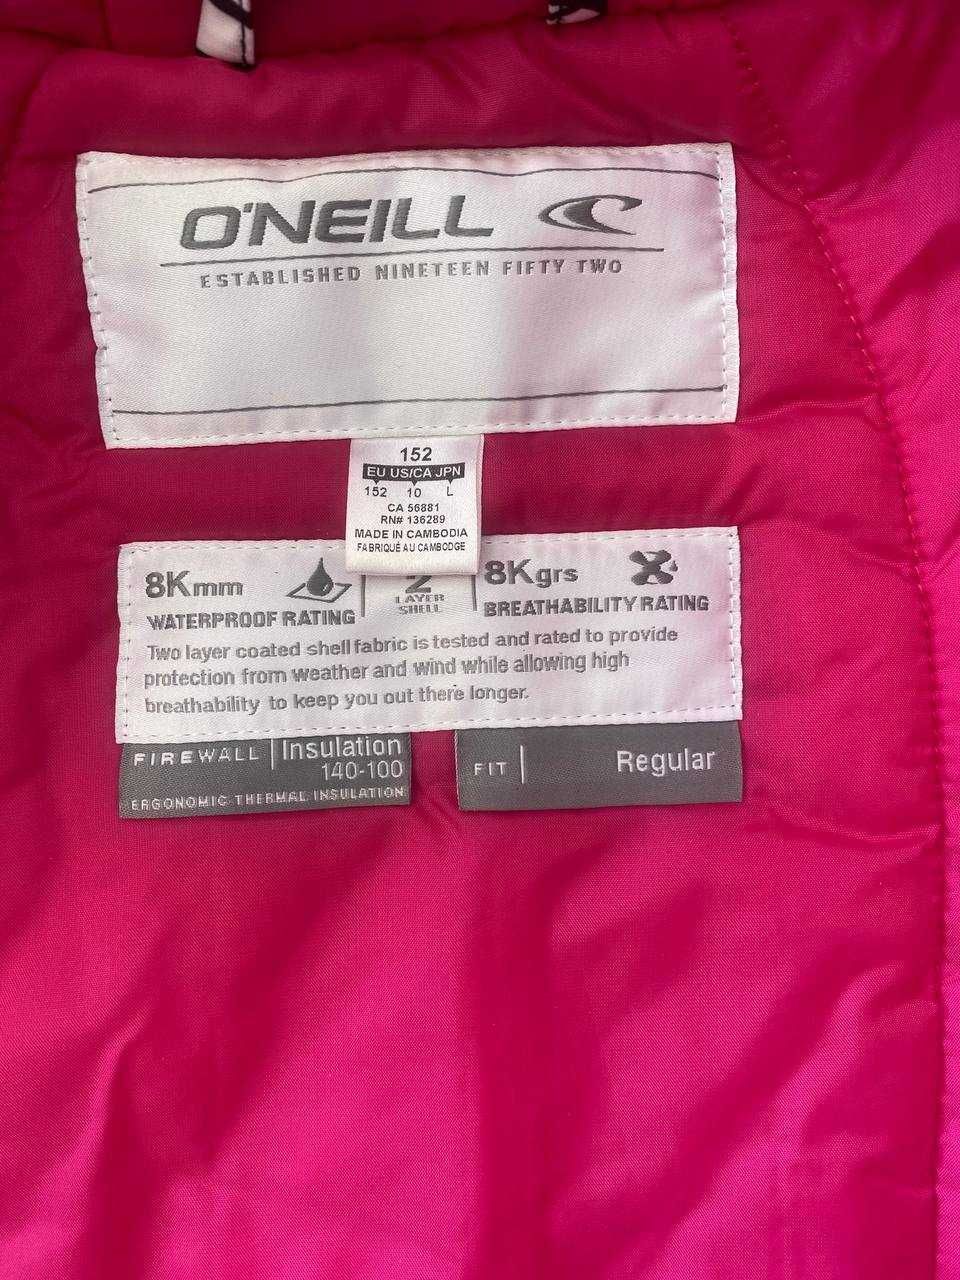 O'NEILL
ESTABLISHED NINETEEN FIFTY TWO
152
EU US/CA JPN
152 10 L
CA 56881
RN# 136289
MADE IN CAMBODIA
FABRIQUÉ AU CAMBODGE
8Kmm
WATERPROOF RATING
2
LAYER
SHELL
8Kgrs
BREATHABILITY RATING
Two layer coated shell fabric is tested and rated to provide
protection from weather and wind while allowing high
breathability to keep you out there longer.
FIREWALL Insulation
140-100
ERGONOMIC THERMAL INSULATION
FIT Regular